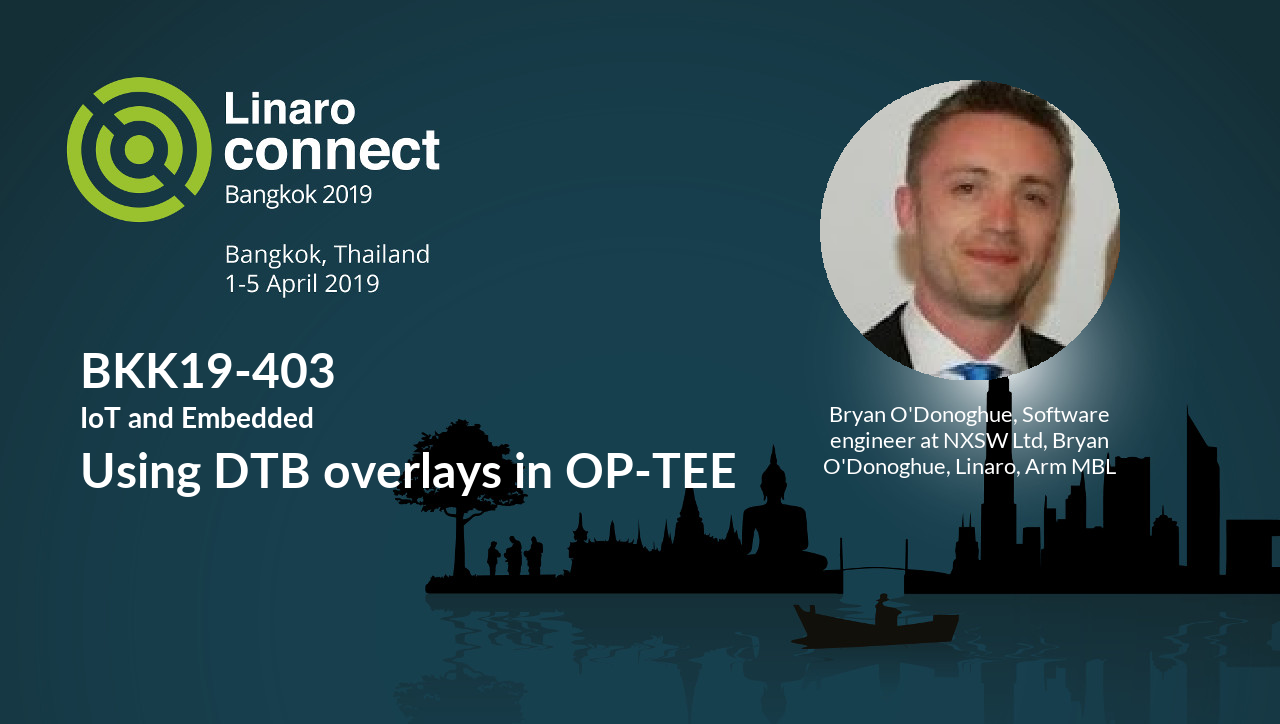 Linaro
connect
Bangkok 2019
Bangkok, Thailand
1-5 April 2019
BKK19-403
IoT and Embedded
Using DTB overlays in OP-TEE
Bryan O'Donoghue, Software
engineer at NXSW Ltd, Bryan
O'Donoghue, Linaro, Arm MBL